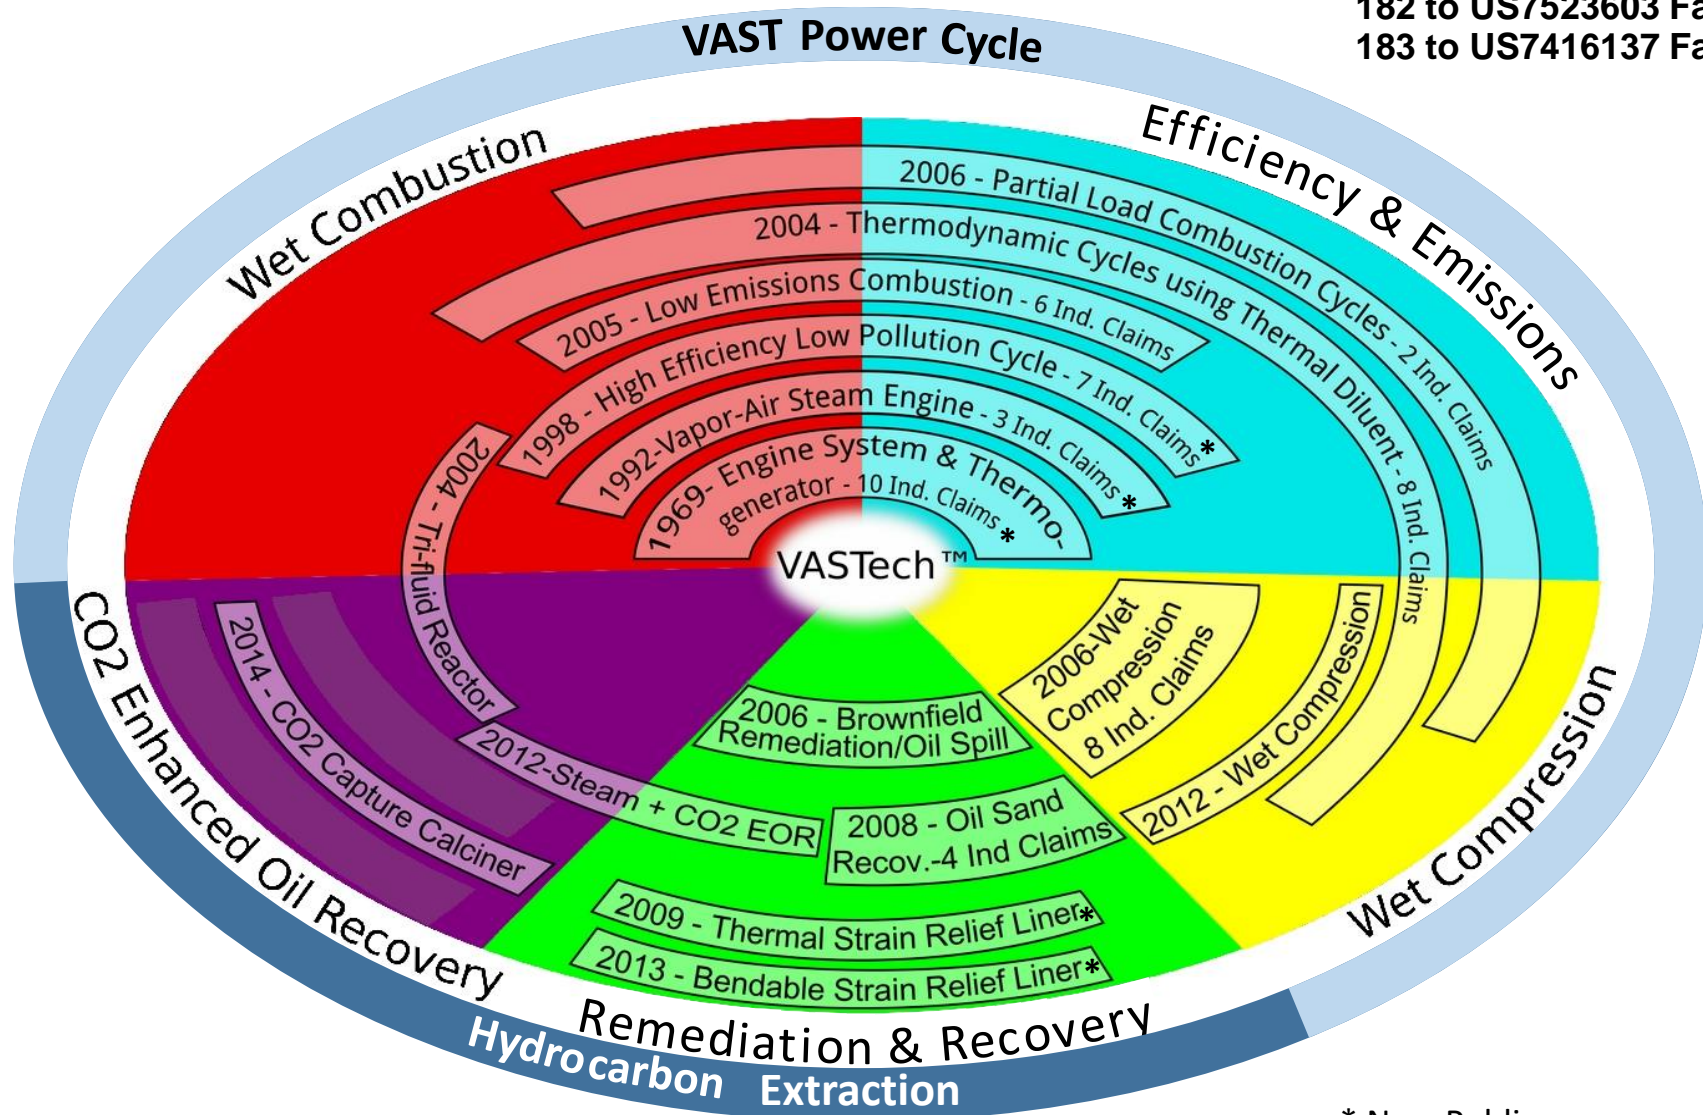 182 to US7523603
183 to US7416137
VAST Power Cycle
Wet Combustion
Efficiency & Emissions
2006 - Partial Load Combustion Cycles - 2 Ind. Claims
2004 - Thermodynamic Cycles using Thermal Diluent - 8 Ind. Claims
2005 - Low Emissions Combustion - 6 Ind. Claims
1998 - High Efficiency Low Pollution Cycle - 7 Ind. Claims *
1992-Vapor-Air Steam Engine - 3 Ind. Claims *
1969- Engine System & Thermo-
generator - 10 Ind. Claims *
VASTech™
2004 - Tri-fluid Reactor
2014 - CO2 Capture Calciner
2012-Steam + CO2 EOR
2006 - Brownfield
Remediation/Oil Spill
2008 - Oil Sand
Recov.-4 Ind Claims
2009 - Thermal Strain Relief Liner*
2013 - Bendable Strain Relief Liner*
2006-Wet
Compression
8 Ind. Claims
2012 - Wet Compression
Wet Compression
CO2 Enhanced Oil Recovery
Remediation & Recovery
Hydrocarbon Extraction